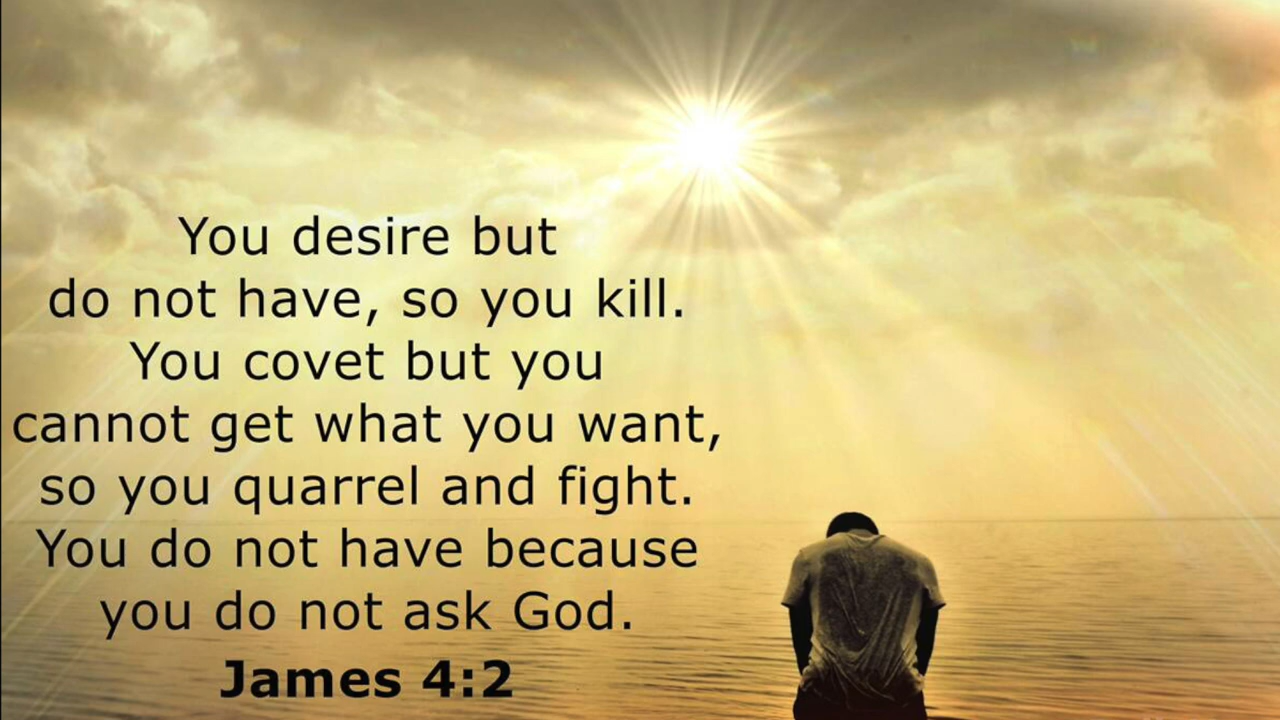 You desire but
do not have, so you kill.
You covet but you
cannot get what you want,
so you quarrel and fight.
You do not have because
you do not ask God.
James 4:2